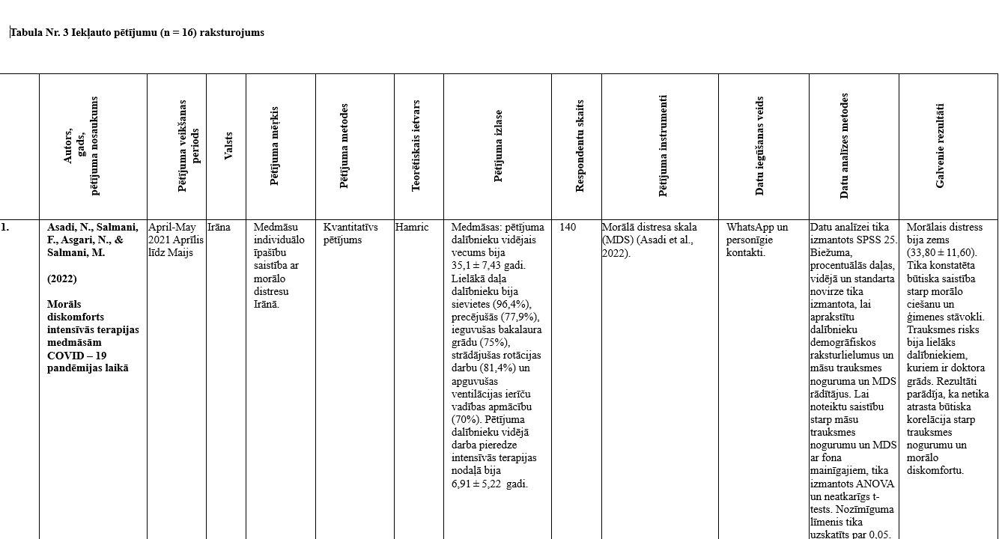 Tabula Nr. 3 Iekļauto pētījumu (n = 16) raksturojums
Autors,
gads,
pētījuma nosaukums
Pētījuma veikšanas
periods
Valsts
Pētījuma mērķis
Pētījuma metodes
Teorētiskais ietvars
Pētījuma izlase
Respondentu skaits
Pētījuma instrumenti
Datu iegūšanas veids
Datu analīzes metodes
Galvenie rezultāti
1.
Asadi, N., Salmani,
F., Asgari, N., &
Salmani, M.
(2022)
Morāls
diskomforts
intensīvās terapijas
medmāsām
COVID – 19
pandēmijas laikā
April-May
2021 Aprīlis
līdz Maijs
Irāna
Medmāsu
individuālo
īpašību
saistība ar
morālo
distresu
Irānā.
Kvantitatīvs
pētījums
Hamric
Medmāsas: pētījuma
dalībnieku vidējais
vecums bija
35,1 ± 7,43 gadi.
Lielākā daļa
dalībnieku bija
sievietes (96,4%),
precējušās (77,9%),
ieguvušas bakalaura
grādu (75%),
strādājušas rotācijas
darbu (81,4%) un
apguvušas
ventilācijas ierīču
vadības apmācību
(70%). Pētījuma
dalībnieku vidējā
darba pieredze
intensīvās terapijas
nodaļā bija
6,91 ± 5,22 gadi.
140
Morālā distresa skala
(MDS) (Asadi et al.,
2022).
WhatsApp un
personīgie
kontakti.
Datu analīzei tika
izmantots SPSS 25.
Biežuma,
procentuālās daļas,
vidējā un standarta
novirze tika
izmantota, lai
aprakstītu
dalībnieku
demogrāfiskos
raksturlielumus un
māsu trauksmes
noguruma un MDS
rādītājus. Lai
noteiktu saistību
starp māsu
trauksmes
nogurumu un MDS
ar fona
mainīgajiem, tika
izmantots ANOVA
un neatkarīgs t-
tests. Nozīmīguma
līmenis tika
uzskatīts par 0,05.
Morālais distress
bija zems
(33,80 ± 11,60).
Tika konstatēta
būtiska saistība
starp morālo
ciešanu un
ģimenes stāvokli.
Trauksmes risks
bija lielāks
dalībniekiem,
kuriem ir doktora
grāds. Rezultāti
parādīja, ka netika
atrasta būtiska
korelācija starp
trauksmes
nogurumu un
morālo
diskomfortu.